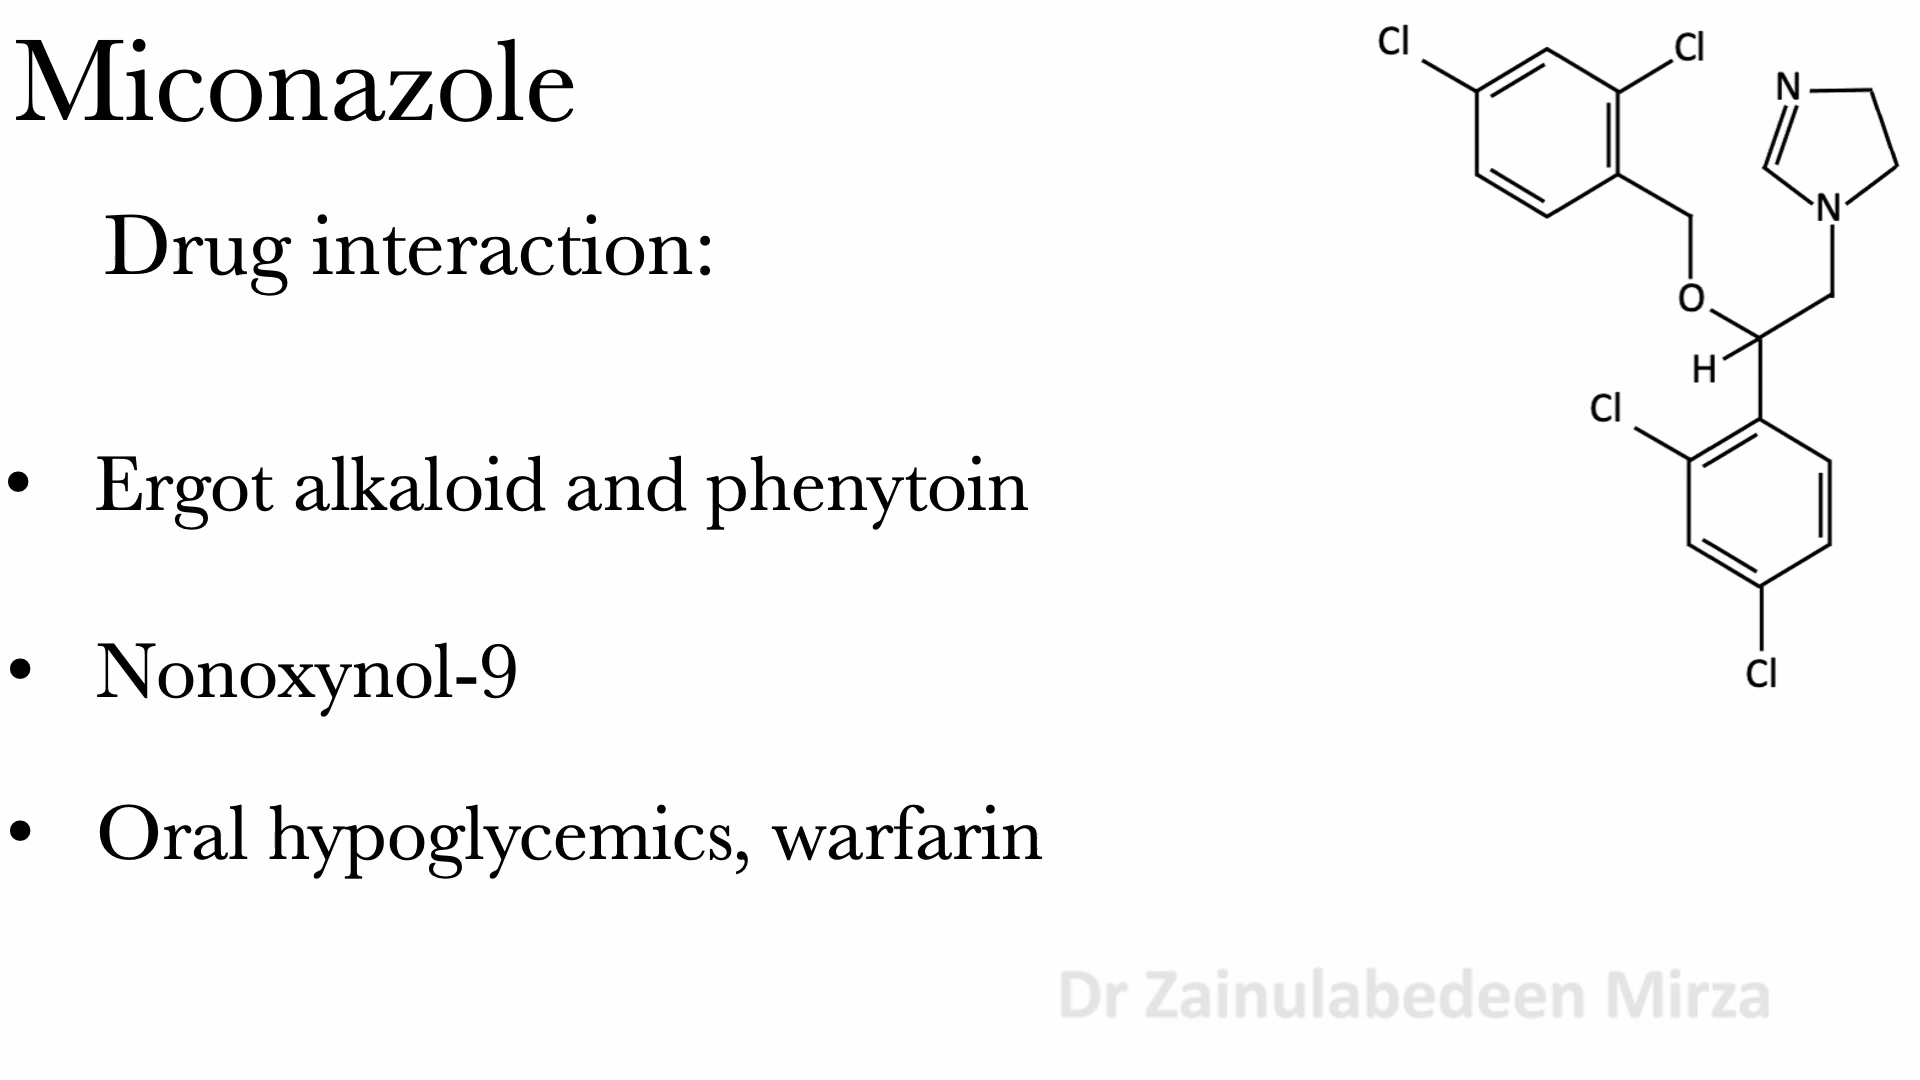 Miconazole
Drug interaction:
• Ergot alkaloid and phenytoin
• Nonoxynol-9
• Oral hypoglycemics, warfarin
Cl
Cl
N
N
O
H
Cl
Cl
Dr Zainulabedeen Mirza